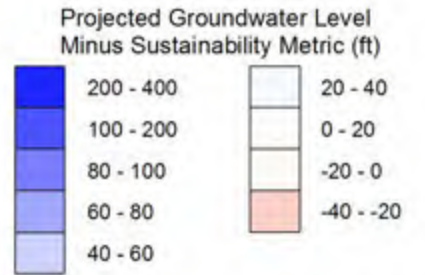 Projected Groundwater Level
Minus Sustainability Metric (ft)
200 - 400
100 - 200
80 - 100
60 - 80
40 - 60
20 - 40
0 - 20
-20 - 0
-40 - -20